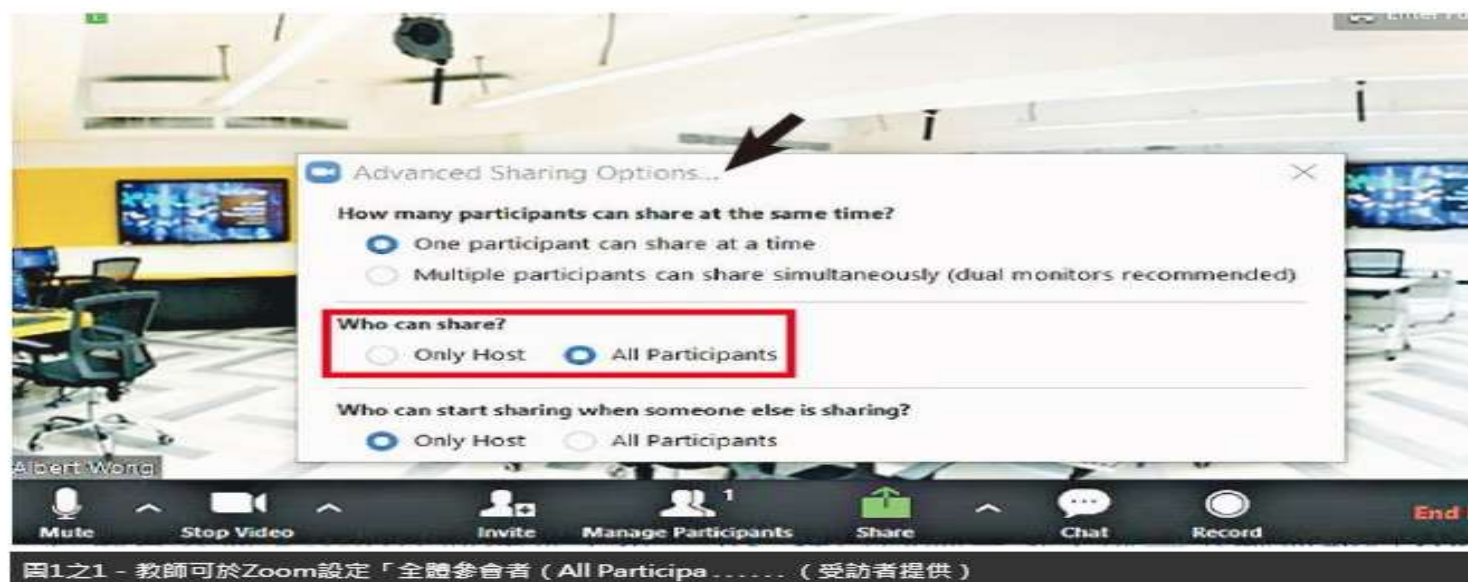 Advanced Sharing Options...
How many participants can share at the same time?
One participant can share at a time
Multiple participants can share simultaneously (dual monitors recommended)
Who can share?
Only Host All Participants
Who can start sharing when someone else is sharing?
Only Host All Participants
Albert Wong
Mute Stop Video Invite Manage Participants 1 Share Chat Record End
圖1之1 - 教師可於Zoom設定「全體參會者 ( All Participa...... ( 受訪者提供 )